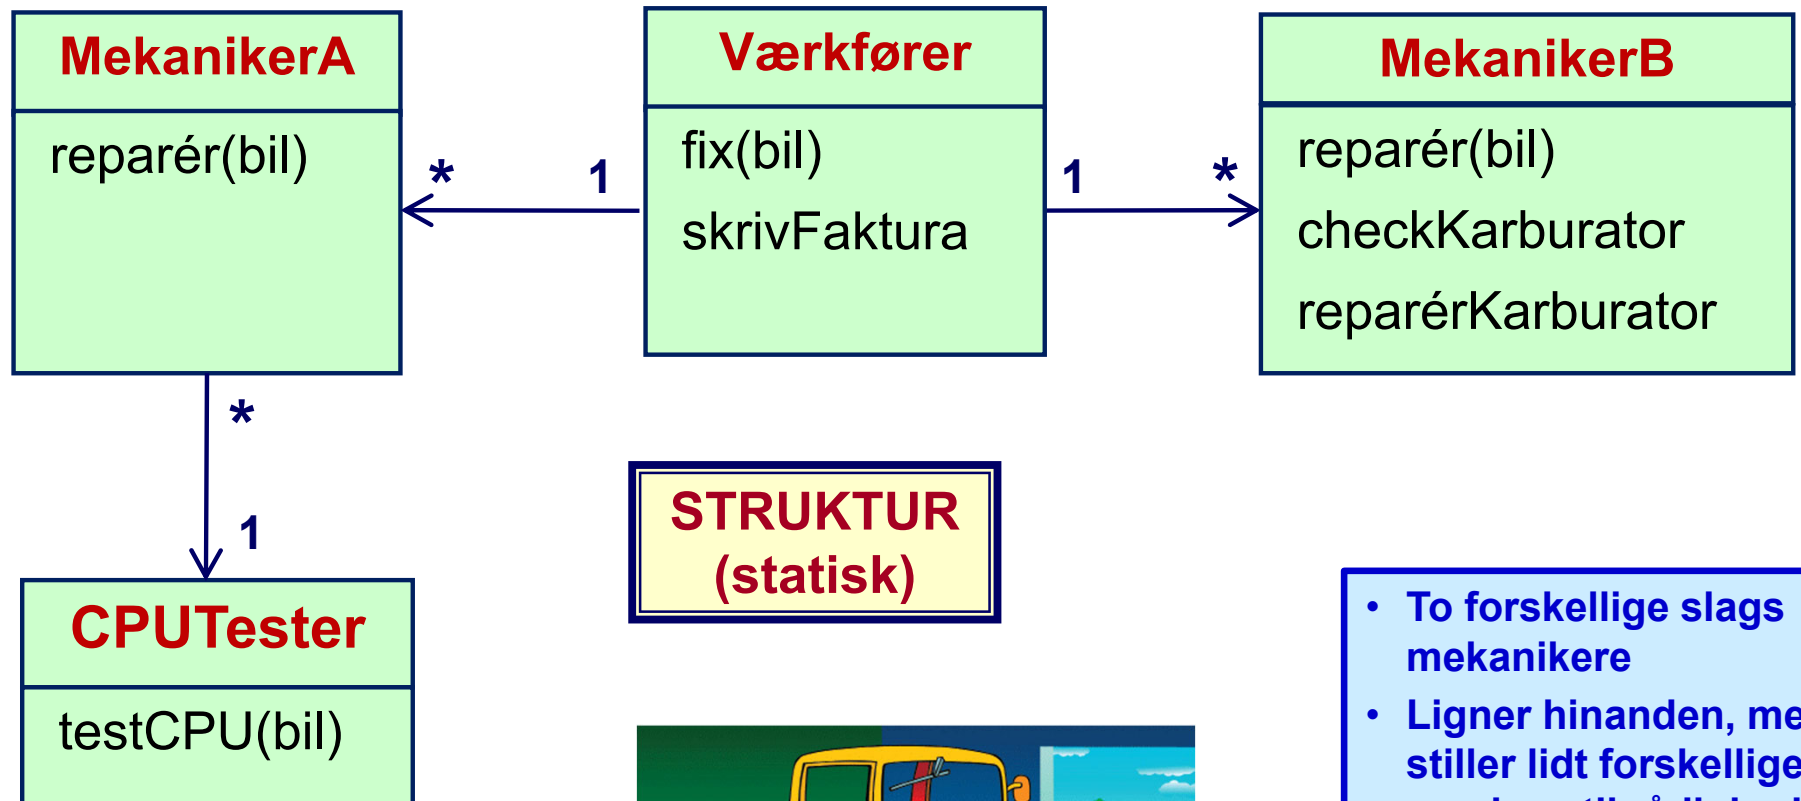 MekanikerA
reparér(bil)
*
1
Værkfører
fix(bil)
skrivFaktura
1
*
MekanikerB
reparér(bil)
checkKarburator
reparérKarburator
*
1
CPUTester
testCPU(bil)
STRUKTUR
(statisk)
• To forskellige slags
mekanikere
• Ligner hinanden, me
stiller lidt forskellige